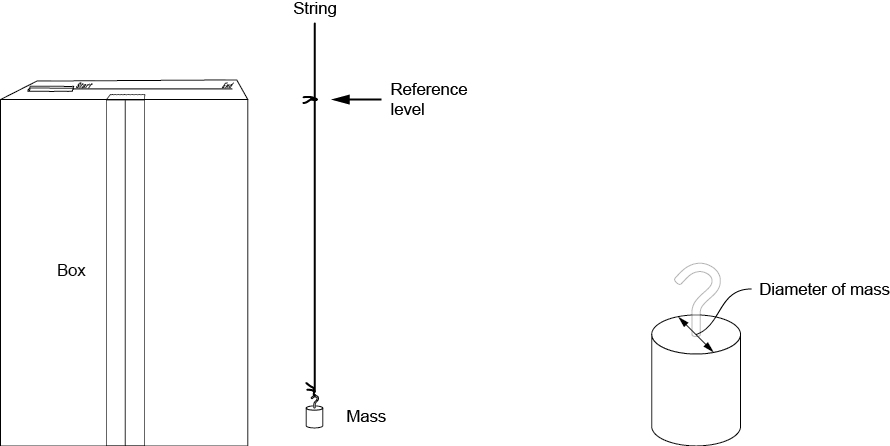 String
Start
End
Reference
level
Box
Diameter of mass
Mass